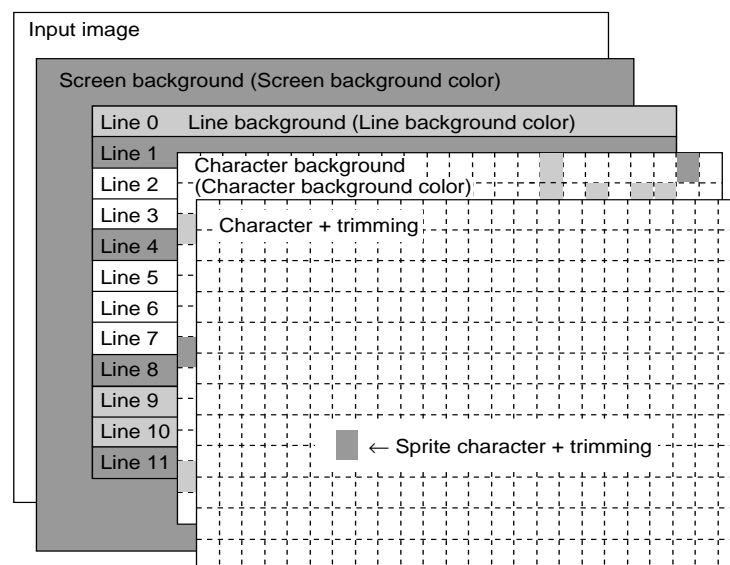 Input image
Screen background (Screen background color)
Line 0 Line background (Line background color)
Line 1
Character background
(Character background color)
Line 2
Line 3
Character + trimming
Line 4
Line 5
Line 6
Line 7
Line 8
Line 9
Line 10
← Sprite character + trimming
Line 11